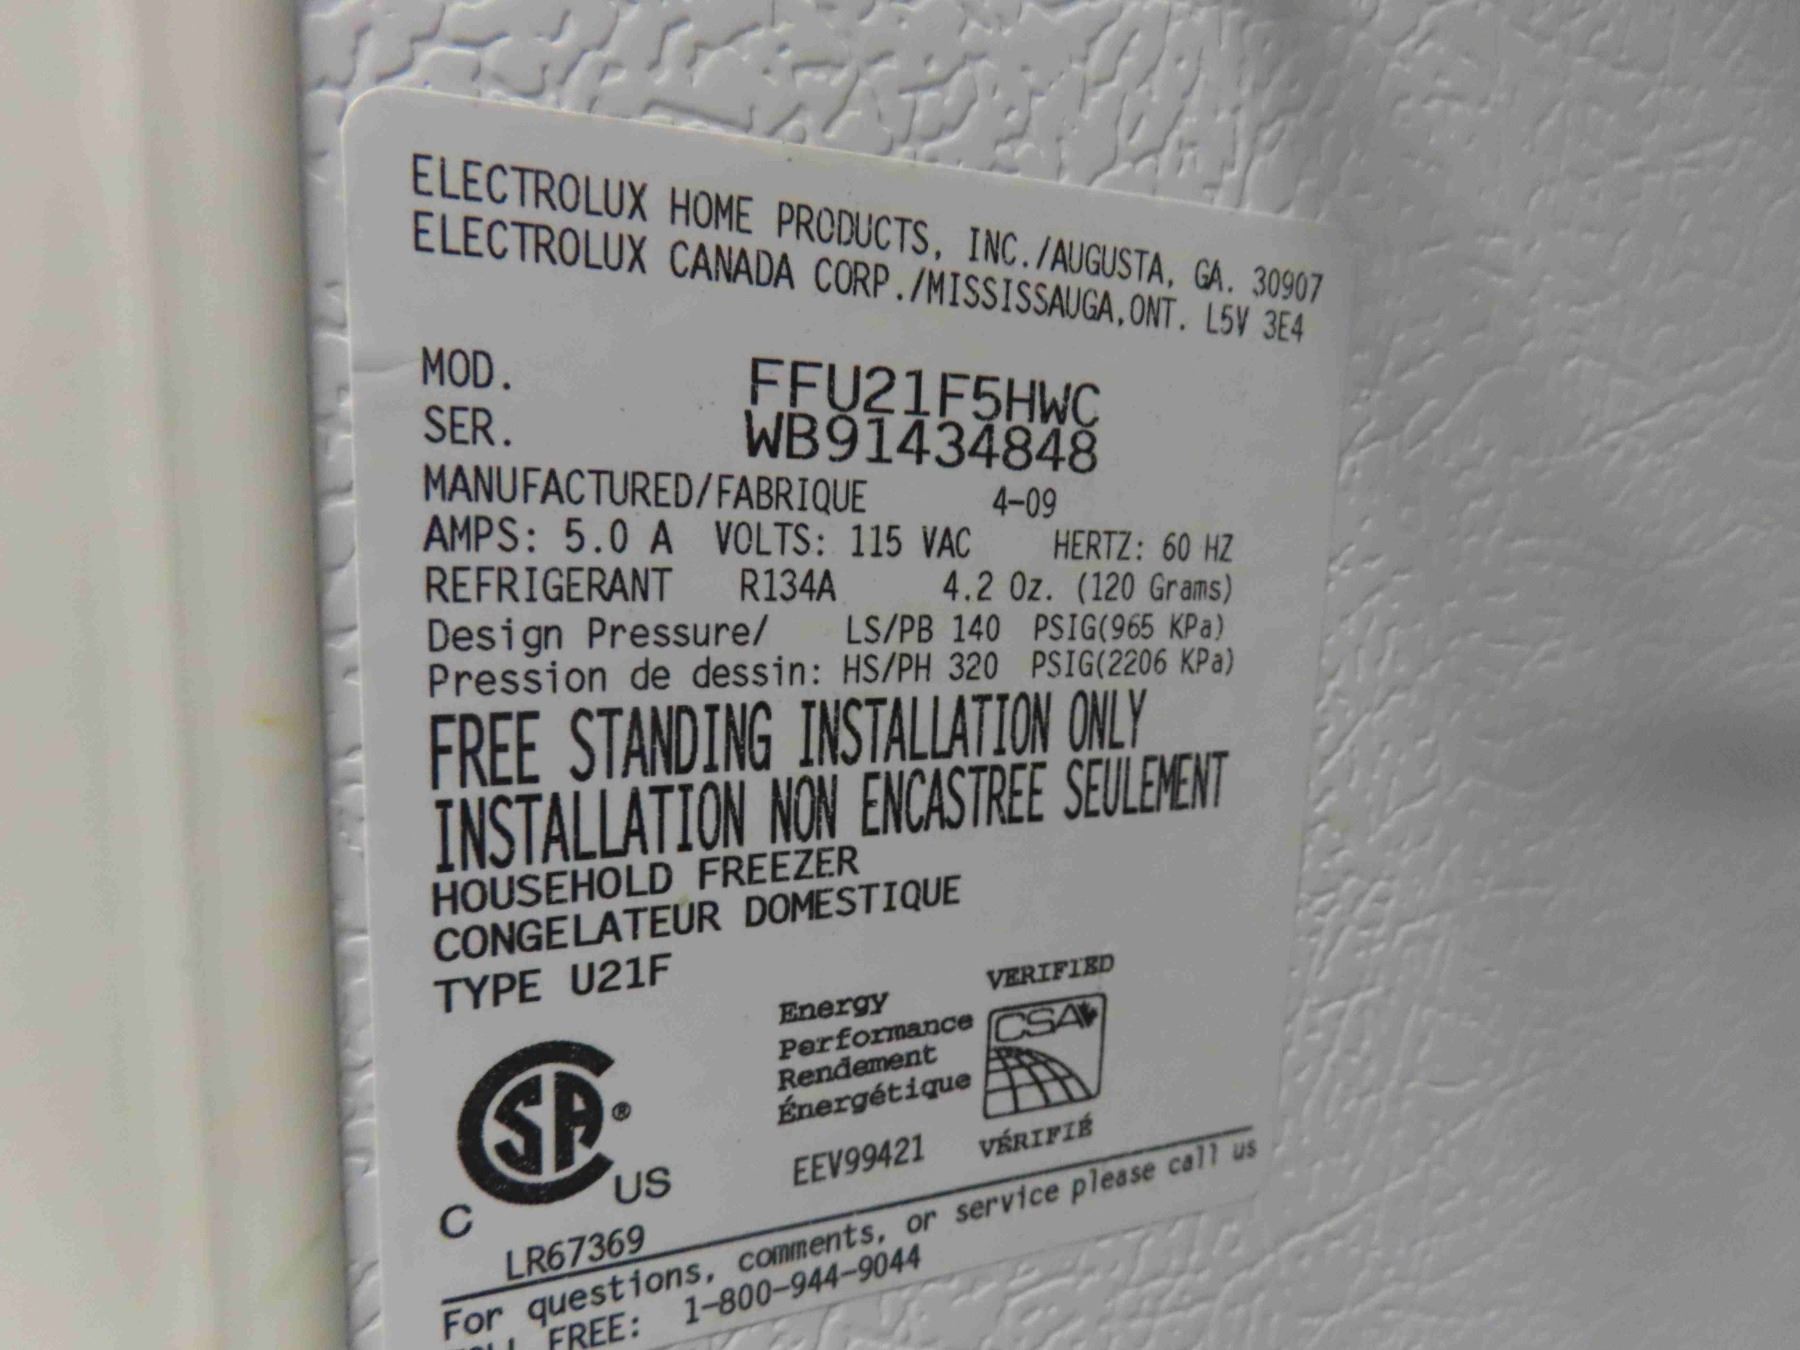 ELECTROLUX HOME PRODUCTS, INC./AUGUSTA, GA. 30907
ELECTROLUX CANADA CORP./MISSISSAUGA,ONT. L5V 3E4
MOD. FFU21F5HWC
SER. WB91434848
MANUFACTURED/FABRIQUE 4-09
AMPS: 5.0 A VOLTS: 115 VAC HERTZ: 60 HZ
REFRIGERANT R134A 4.2 Oz. (120 Grams)
Design Pressure/ LS/PB 140 PSIG(965 KPa)
Pression de dessin: HS/PH 320 PSIG(2206 KPa)
FREE STANDING INSTALLATION ONLY
INSTALLATION NON ENCASTREE SEULEMENT
HOUSEHOLD FREEZER
CONGELATEUR DOMESTIQUE
TYPE U21F
SA®
C US
LR67369
Energy
Performance
Rendement
Énergétique
EEV99421
VERIFIED
CSA
VÉRIFIÉ
For questions, comments, or service please call us
TOLL FREE: 1-800-944-9044